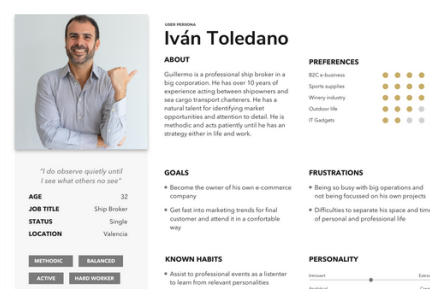 USER PERSONA
Iván Toledano
ABOUT
Guillermo is a professional ship broker in a
big corporation. He has over 10 years of
experience acting between shipowners and
sea cargo transport charterers. He has a
natural talent for identifying market
opportunities and attention to detail. He is
methodic and acts patiently until he has an
strategy either in life and work.
PREFERENCES
B2C e-business
Sports supplies
Winery industry
Outdoor life
IT Gadgets
"I do observe quietly until
I see what others no see"
AGE 32
JOB TITLE Ship Broker
STATUS Single
LOCATION Valencia
METHODIC BALANCED
ACTIVE HARD WORKER
GOALS
Become the owner of his own e-commerce
company
Get fast into marketing trends for final
customer and attend it in a confortable
way
FRUSTRATIONS
Being so busy with big operations and
not being focussed on his own projects
Difficulties to separate his space and time
of personal and professional life
KNOWN HABITS
Assist to professional events as a listenter
to learn from relevant personalities
PERSONALITY
Introvert